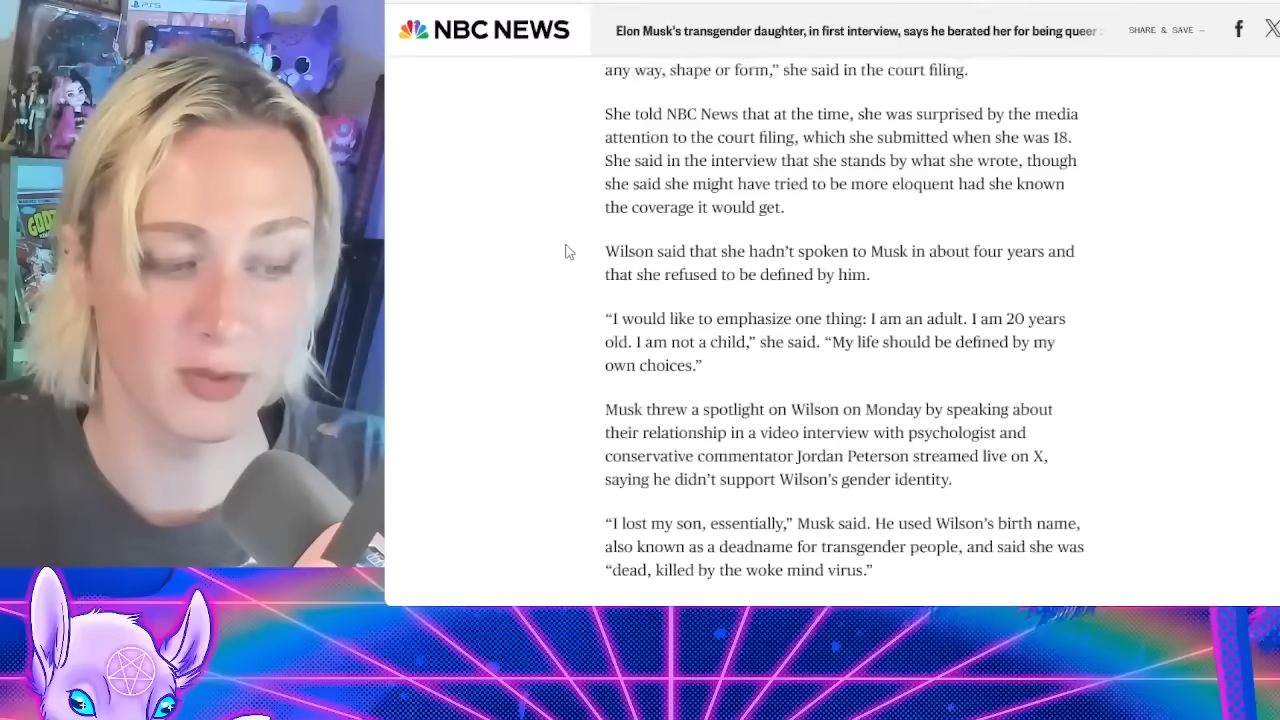 PS5
NBC NEWS
Elon Musk's transgender daughter, in first interview, says he berated her for being queer
SHARE & SAVE —
any way, shape or form,” she said in the court filing.
She told NBC News that at the time, she was surprised by the media
attention to the court filing, which she submitted when she was 18.
She said in the interview that she stands by what she wrote, though
she said she might have tried to be more eloquent had she known
the coverage it would get.
Wilson said that she hadn’t spoken to Musk in about four years and
that she refused to be defined by him.
“I would like to emphasize one thing: I am an adult. I am 20 years
old. I am not a child,” she said. “My life should be defined by my
own choices.”
Musk threw a spotlight on Wilson on Monday by speaking about
their relationship in a video interview with psychologist and
conservative commentator Jordan Peterson streamed live on X,
saying he didn’t support Wilson’s gender identity.
“I lost my son, essentially,” Musk said. He used Wilson’s birth name,
also known as a deadname for transgender people, and said she was
“dead, killed by the woke mind virus.”